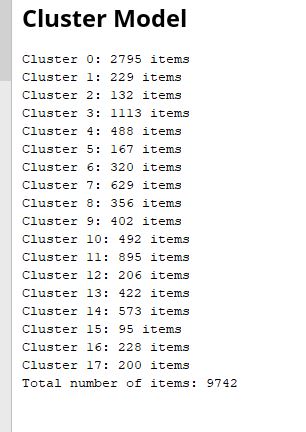 Cluster Model
Cluster 0: 2795 items
Cluster 1: 229 items
Cluster 2: 132 items
Cluster 3: 1113 items
Cluster 4: 488 items
Cluster 5: 167 items
Cluster 6: 320 items
Cluster 7: 629 items
Cluster 8: 356 items
Cluster 9: 402 items
Cluster 10: 492 items
Cluster 11: 895 items
Cluster 12: 206 items
Cluster 13: 422 items
Cluster 14: 573 items
Cluster 15: 95 items
Cluster 16: 228 items
Cluster 17: 200 items
Total number of items: 9742